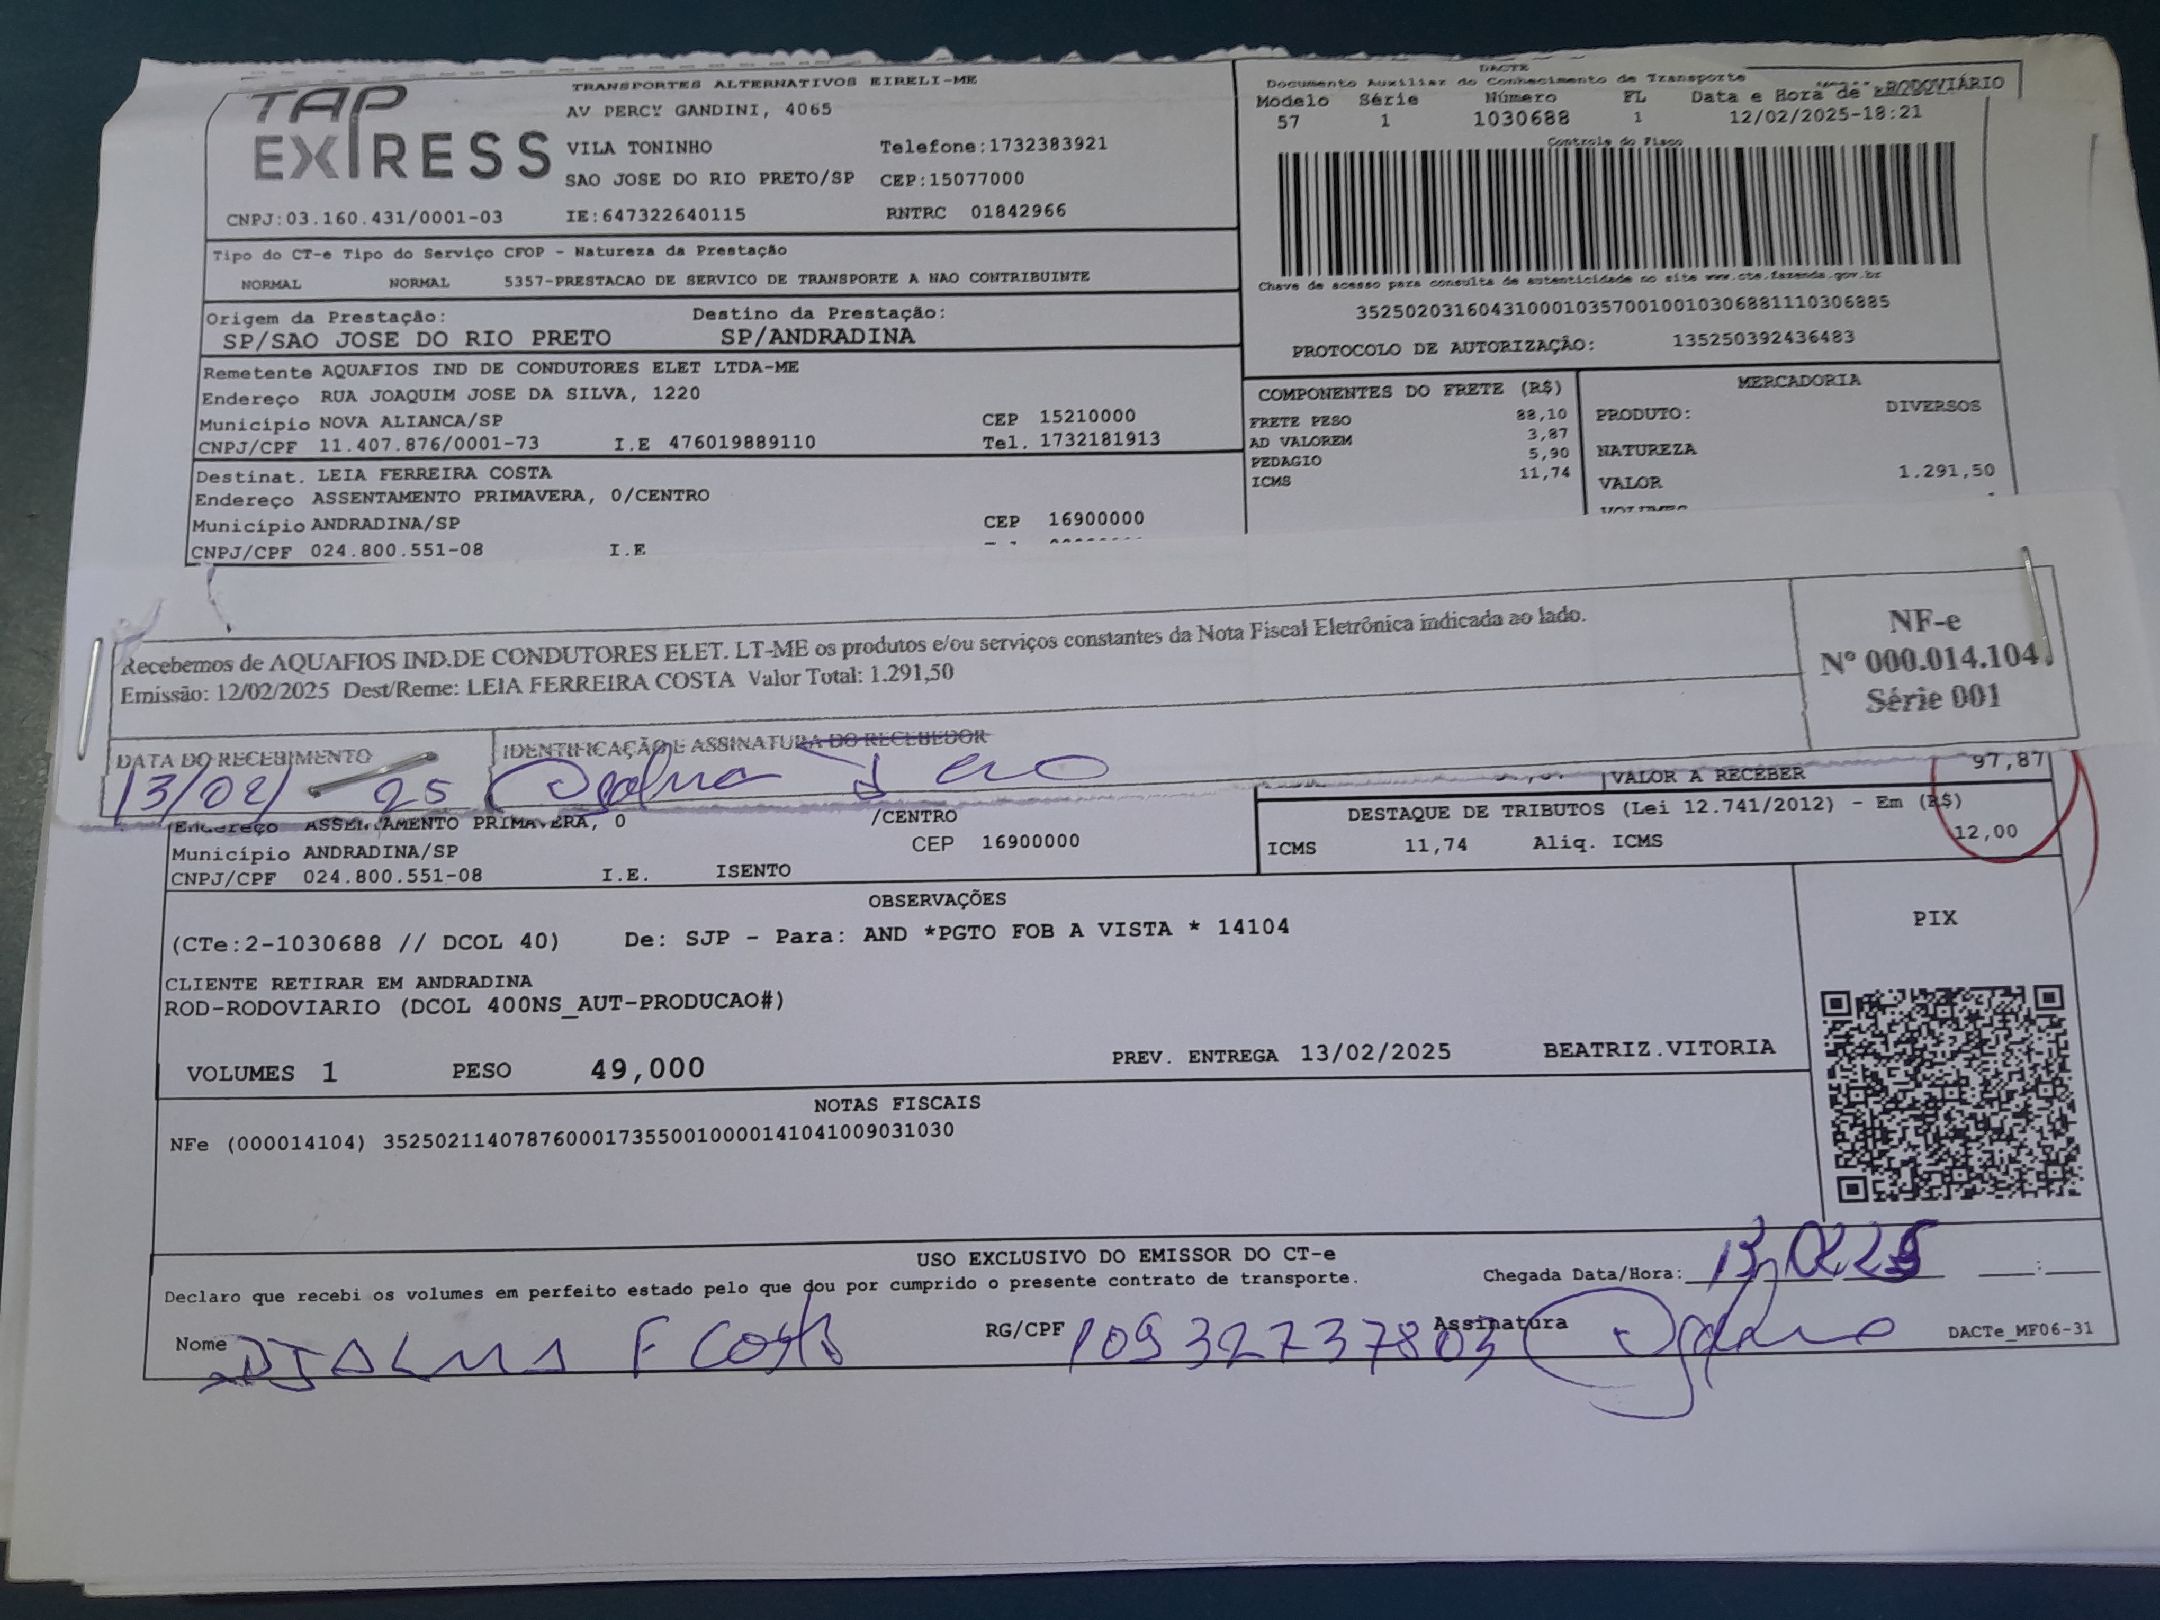 TAP EXPRESS
TRANSPORTES ALTERNATIVOS EIRELI-ME
AV PERCY GANDINI, 4065
VILA TONINHO Telefone:1732383921
SAO JOSE DO RIO PRETO/SP CEP:15077000
CNPJ:03.160.431/0001-03 IE:647322640115 RNTRC 01842966
DACTE RODOVIÁRIO
Documento Auxiliar do Conhecimento de Transporte
Modelo Série Número FL Data e Hora de
57 1 1030688 1 12/02/2025-18:21
Controle do Fisco
Chave de acesso para consulta de autenticidade no site www.cte.fazenda.gov.br
35250203160431000103570010010306881110306885
PROTOCOLO DE AUTORIZAÇÃO: 135250392436483
Tipo do CT-e Tipo do Serviço CFOP - Natureza da Prestação
NORMAL NORMAL 5357-PRESTACAO DE SERVICO DE TRANSPORTE A NAO CONTRIBUINTE
Origem da Prestação: Destino da Prestação:
SP/SAO JOSE DO RIO PRETO SP/ANDRADINA
Remetente AQUAFIOS IND DE CONDUTORES ELET LTDA-ME
Endereço RUA JOAQUIM JOSE DA SILVA, 1220
Município NOVA ALIANCA/SP CEP 15210000
CNPJ/CPF 11.407.876/0001-73 I.E 476019889110 Tel. 1732181913
Destinat. LEIA FERREIRA COSTA
Endereço ASSENTAMENTO PRIMAVERA, 0/CENTRO
Município ANDRADINA/SP CEP 16900000
CNPJ/CPF 024.800.551-08 I.E
COMPONENTES DO FRETE (R$)
FRETE PESO 88,10
AD VALOREM 3,87
PEDAGIO 5,90
ICMS 11,74
MERCADORIA
PRODUTO: DIVERSOS
NATUREZA
VALOR 1.291,50
VOLUMES
Recebemos de AQUAFIOS IND.DE CONDUTORES ELET. LT-ME os produtos e/ou serviços constantes da Nota Fiscal Eletrônica indicada ao lado.
Emissão: 12/02/2025 Dest/Reme: LEIA FERREIRA COSTA Valor Total: 1.291,50
NF-e
Nº 000.014.104
Série 001
DATA DO RECEBIMENTO IDENTIFICAÇÃO E ASSINATURA DO RECEBEDOR
13/02/ 25
VALOR A RECEBER 97,87
Endereço ASSENTAMENTO PRIMAVERA, 0 /CENTRO
Município ANDRADINA/SP CEP 16900000
CNPJ/CPF 024.800.551-08 I.E. ISENTO
DESTAQUE DE TRIBUTOS (Lei 12.741/2012) - Em (R$)
ICMS 11,74 Aliq. ICMS 12,00
OBSERVAÇÕES
(CTe:2-1030688 // DCOL 40) De: SJP - Para: AND *PGTO FOB A VISTA * 14104
CLIENTE RETIRAR EM ANDRADINA
ROD-RODOVIARIO (DCOL 400NS_AUT-PRODUCAO#)
VOLUMES 1 PESO 49,000 PREV. ENTREGA 13/02/2025 BEATRIZ.VITORIA
PIX
NOTAS FISCAIS
NFe (000014104) 35250211407876000173550010000141041009031030
USO EXCLUSIVO DO EMISSOR DO CT-e
Declaro que recebi os volumes em perfeito estado pelo que dou por cumprido o presente contrato de transporte. Chegada Data/Hora: 13/02/25 :
Nome DJALMA F Costa RG/CPF 10932737803 Assinatura
DACTe_MF06-31